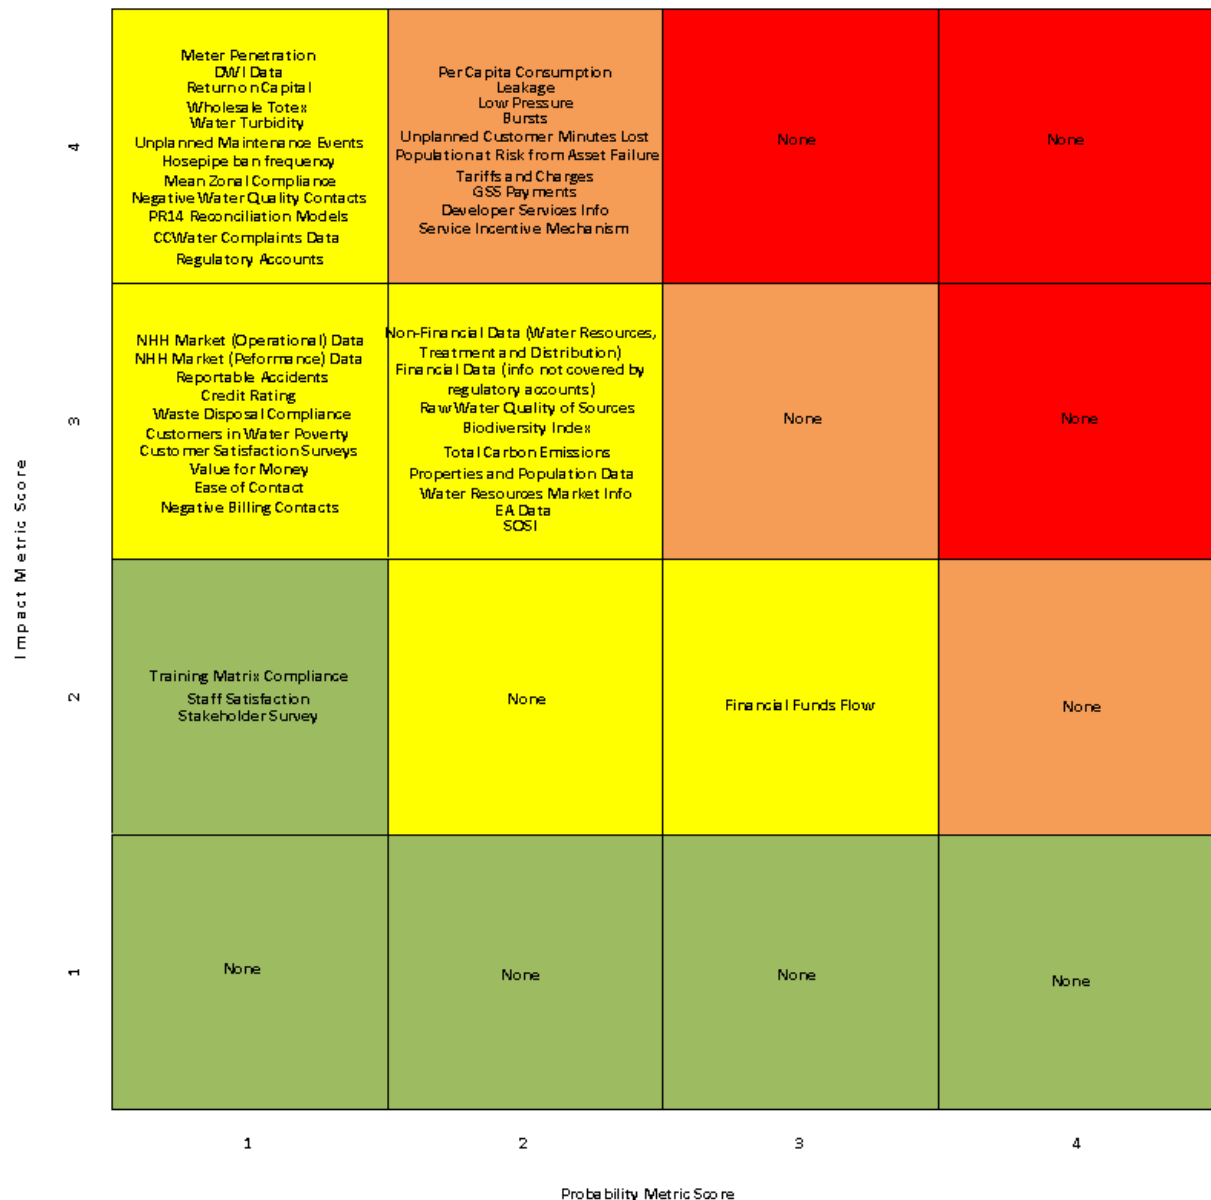 Impact Metric Score
4
Meter Penetration
DWI Data
Return on Capital
Wholesale Totex
Water Turbidity
Unplanned Maintenance Events
Hosepipe ban frequency
Mean Zonal Compliance
Negative Water Quality Contacts
PR14 Reconciliation Models
CCWater Complaints Data
Regulatory Accounts
Per Capita Consumption
Leakage
Low Pressure
Bursts
Unplanned Customer Minutes Lost
Population at Risk from Asset Failure
Tariffs and Charges
GSS Payments
Developer Services Info
Service Incentive Mechanism
None
None
3
NHH Market (Operational) Data
NHH Market (Peformance) Data
Reportable Accidents
Credit Rating
Waste Disposal Compliance
Customers in Water Poverty
Customer Satisfaction Surveys
Value for Money
Ease of Contact
Negative Billing Contacts
Non-Financial Data (Water Resources,
Treatment and Distribution)
Financial Data (info not covered by
regulatory accounts)
Raw Water Quality of Sources
Biodiversity Index
Total Carbon Emissions
Properties and Population Data
Water Resources Market Info
EA Data
SOSI
None
None
2
Training Matrix Compliance
Staff Satisfaction
Stakeholder Survey
None
Financial Funds Flow
None
1
None
None
None
None
1
2
3
4
Probability Metric Score